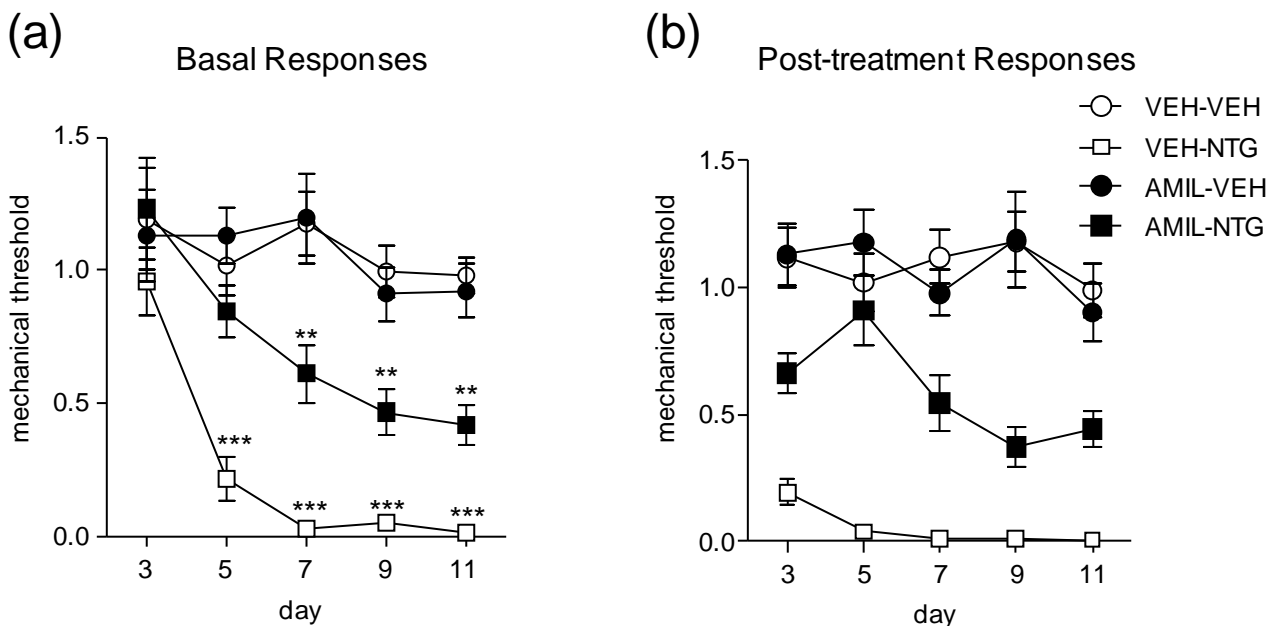 (a)
Basal Responses
mechanical threshold
1.5
1.0
0.5
0.0
***
**
***
**
***
**
***
3
5
7
9
11
day
(b)
Post-treatment Responses
VEH-VEH
VEH-NTG
AMIL-VEH
AMIL-NTG
mechanical threshold
1.5
1.0
0.5
0.0
3
5
7
9
11
day